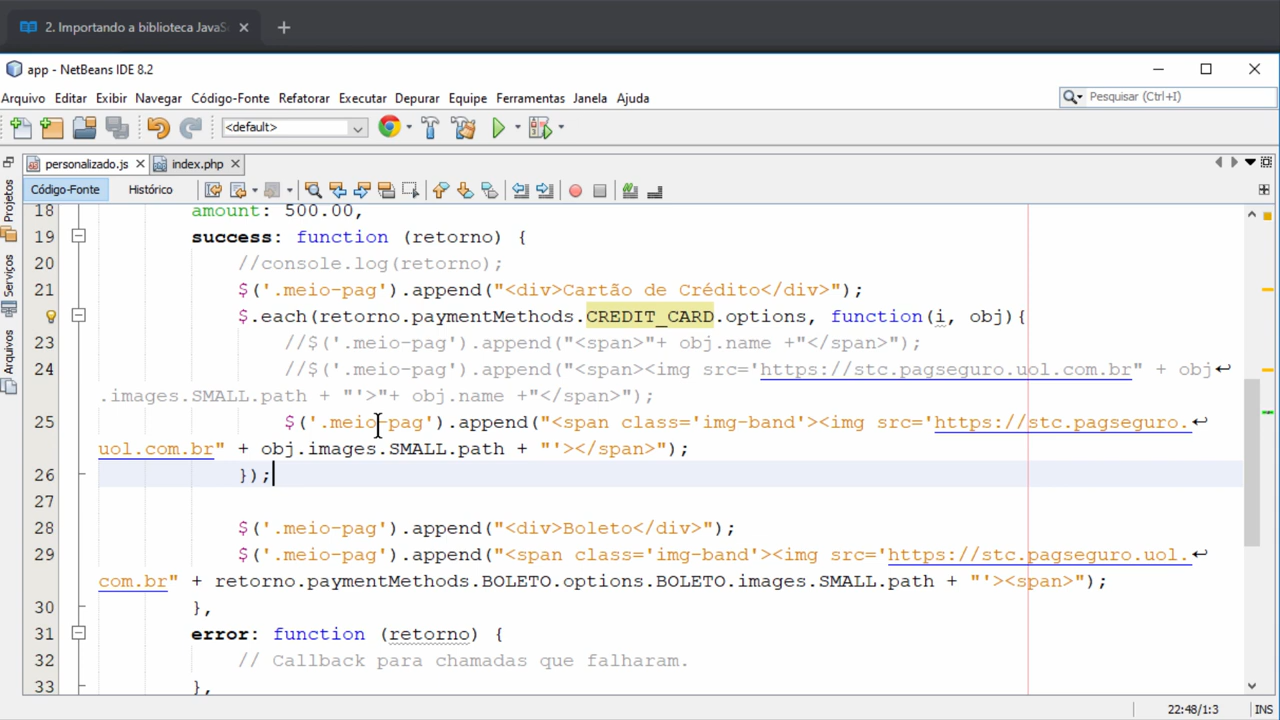 2. Importando a biblioteca JavaSc
app - NetBeans IDE 8.2
Arquivo Editar Exibir Navegar Código-Fonte Refatorar Executar Depurar Equipe Ferramentas Janela Ajuda
Pesquisar (Ctrl+I)
<default>
personalizado.js index.php
Código-Fonte Histórico
Projetos
Serviços
Arquivos
18 amount: 500.00,
19 success: function (retorno) {
20 //console.log(retorno);
21 $('.meio-pag').append("<div>Cartão de Crédito</div>");
$.each(retorno.paymentMethods.CREDIT_CARD.options, function(i, obj){
23 //$('.meio-pag').append("<span>"+ obj.name +"</span>");
24 //$('.meio-pag').append("<span><img src='https://stc.pagseguro.uol.com.br" + obj
.images.SMALL.path + "'>"+ obj.name +"</span>");
25 $('.meio-pag').append("<span class='img-band'><img src='https://stc.pagseguro.
uol.com.br" + obj.images.SMALL.path + "'></span>");
26 });
27
28 $('.meio-pag').append("<div>Boleto</div>");
29 $('.meio-pag').append("<span class='img-band'><img src='https://stc.pagseguro.uol.
com.br" + retorno.paymentMethods.BOLETO.options.BOLETO.images.SMALL.path + "'><span>");
30 },
31 error: function (retorno) {
32 // Callback para chamadas que falharam.
33 },
22:48/1:3 INS